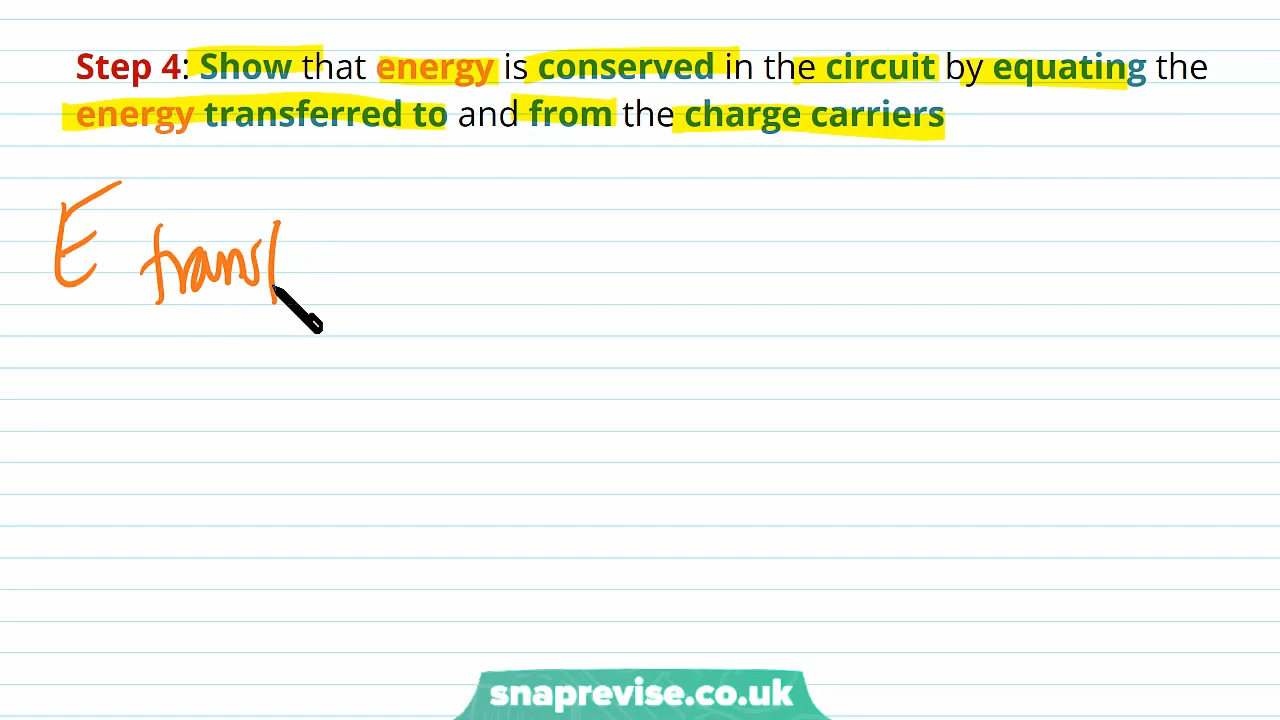 Step 4: Show that energy is conserved in the circuit by equating the
energy transferred to and from the charge carriers
E trans
snaprevise.co.uk